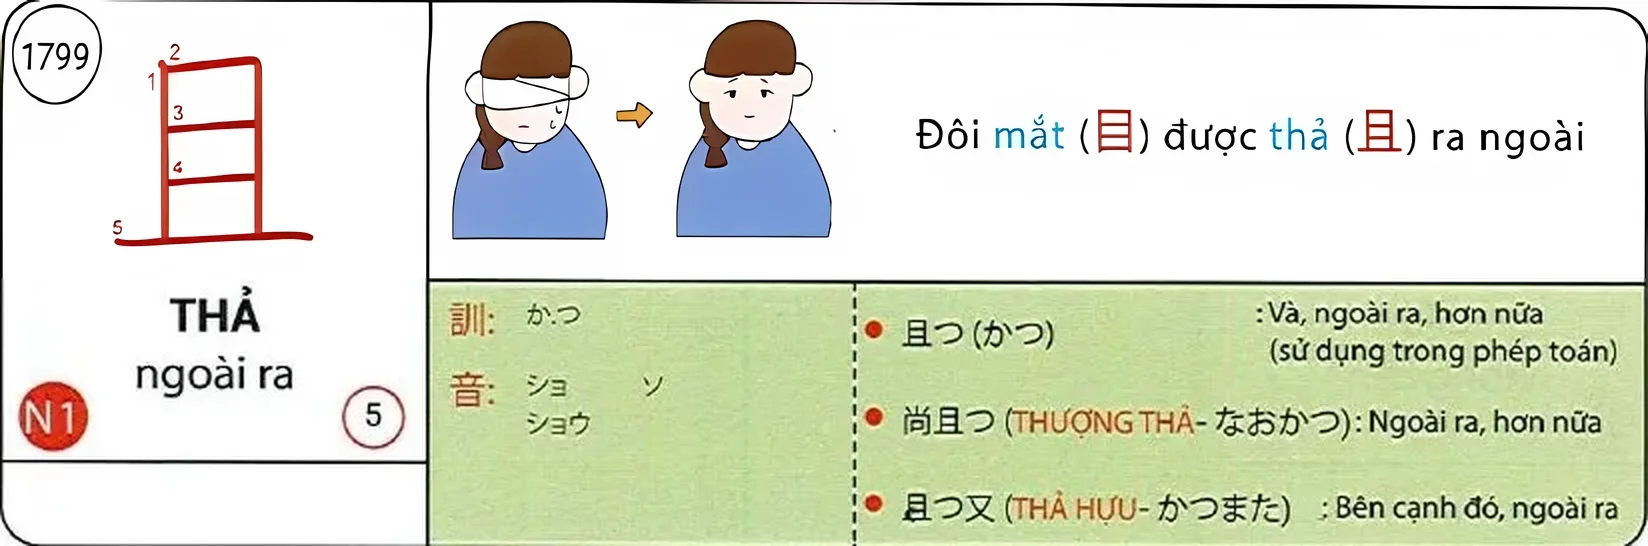 1799
1
2
3
4
5
THẢ
ngoài ra
N1
5
Đôi mắt (目) được thả (且) ra ngoài
訓: か.つ
音: ショ ソ
ショウ
且つ (かつ) : Và, ngoài ra, hơn nữa
(sử dụng trong phép toán)
尚且つ (THƯỢNG THẢ- なおかつ) : Ngoài ra, hơn nữa
且つ又 (THẢ HỰU- かつまた) : Bên cạnh đó, ngoài ra